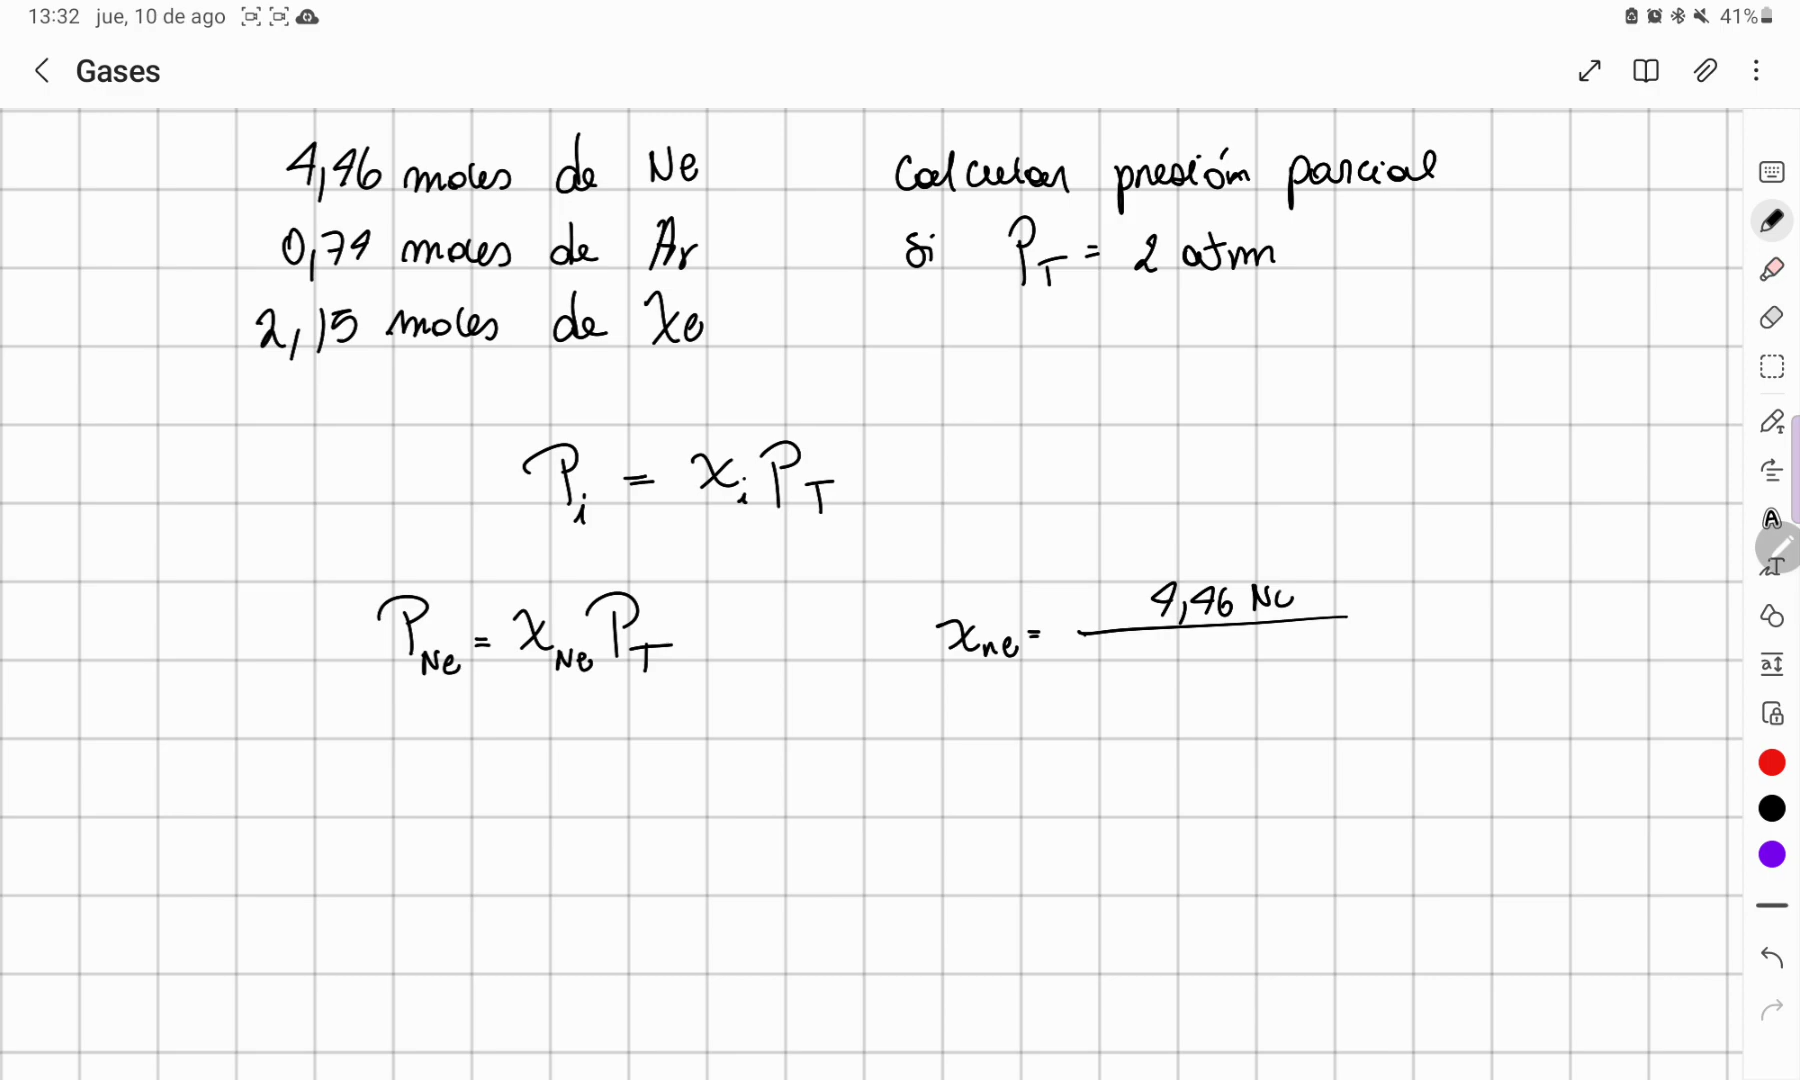 13:32 jue, 10 de ago 41%
Gases
4,46 moles de Ne
Calcular presión parcial
0,74 moles de Ar
si P_T = 2 atm
2,15 moles de Xe
P_i = x_i P_T
P_Ne = x_Ne P_T
x_ne = 4,46 Ne